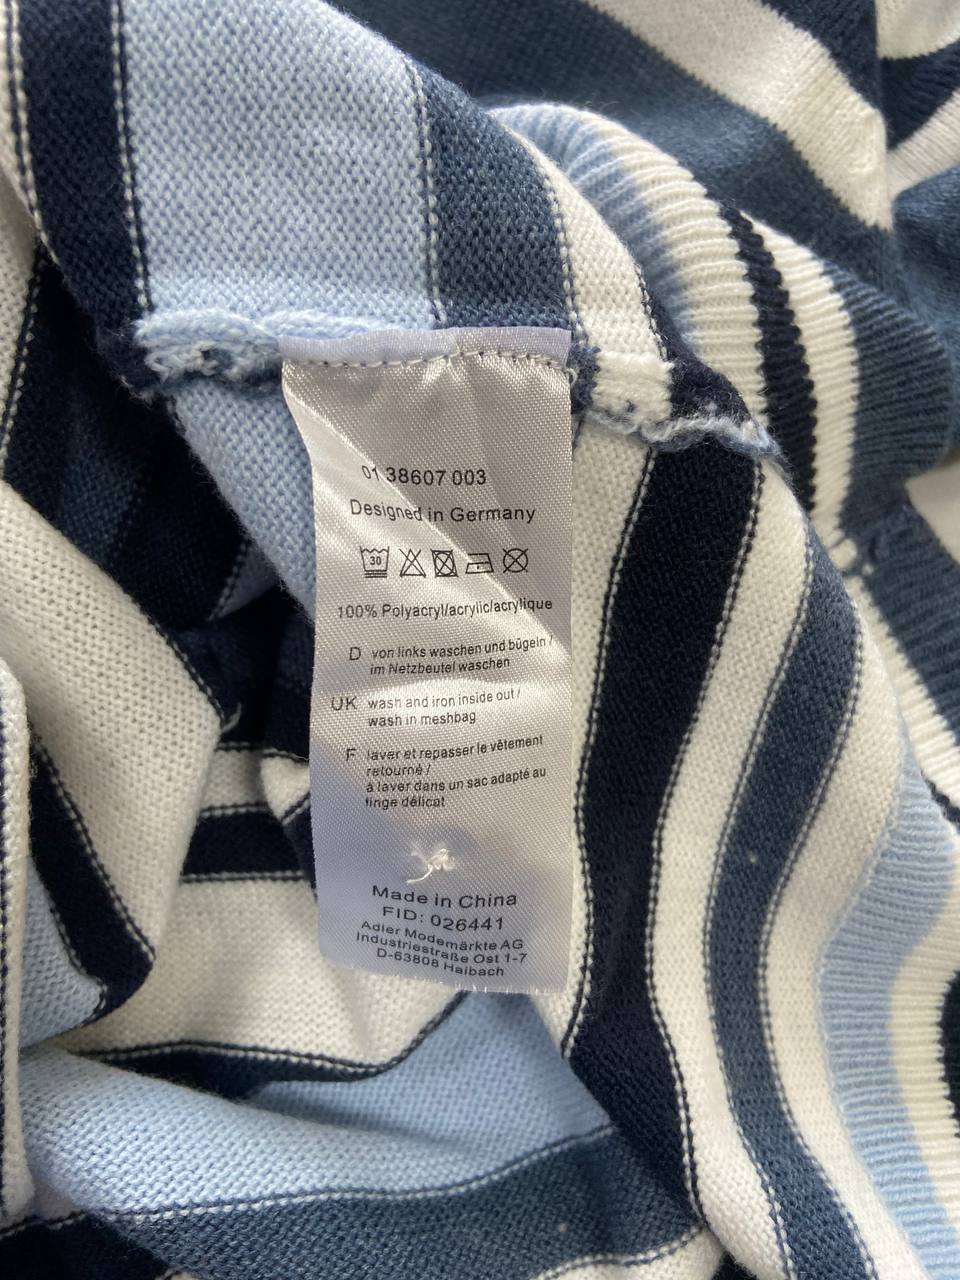 01 38607 003
Designed in Germany
30
100% Polyacryl/acrylic/acrylique
D von links waschen und bügeln /
im Netzbeutel waschen
UK wash and iron inside out /
wash in meshbag
F laver et repasser le vêtement
retourné /
à laver dans un sac adapté au
linge délicat
Made in China
FID: 026441
Adler Modemärkte AG
Industriestraße Ost 1-7
D-63808 Haibach